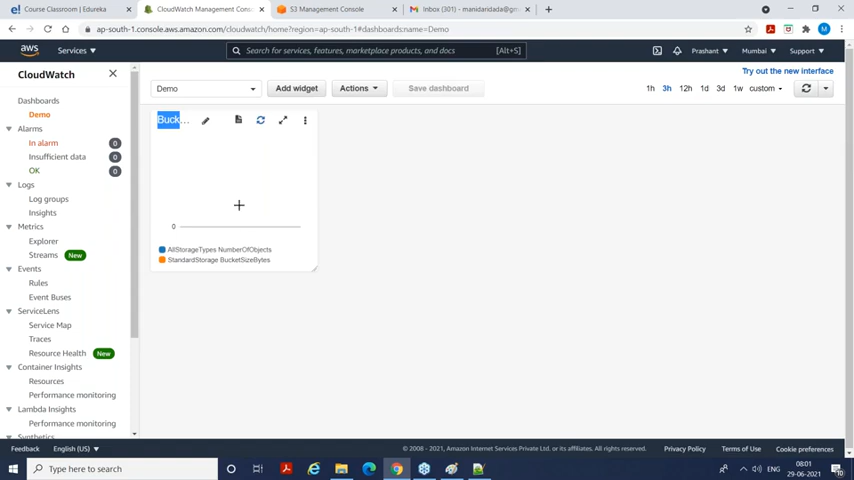 Course Classroom | Edureka
CloudWatch Management Con
S3 Management Console
Inbox (301) - manidaridada@gm
ap-south-1.console.aws.amazon.com/cloudwatch/home?region=ap-south-1#dashboards:name=Demo
aws
Services
Search for services, features, marketplace products, and docs
[Alt+S]
Prashant
Mumbai
Support
CloudWatch
Dashboards
Demo
Alarms
In alarm 0
Insufficient data 0
OK 0
Logs
Log groups
Insights
Metrics
Explorer
Streams New
Events
Rules
Event Buses
ServiceLens
Service Map
Traces
Resource Health New
Container Insights
Resources
Performance monitoring
Lambda Insights
Performance monitoring
Synthetics
Try out the new interface
Demo
Add widget
Actions
Save dashboard
1h 3h 12h 1d 3d 1w custom
Buck...
0
AllStorageTypes NumberOfObjects
StandardStorage BucketSizeBytes
Feedback
English (US)
© 2008 - 2021, Amazon Internet Services Private Ltd. or its affiliates. All rights reserved.
Privacy Policy
Terms of Use
Cookie preferences
Type here to search
ENG
08:01
29-06-2021